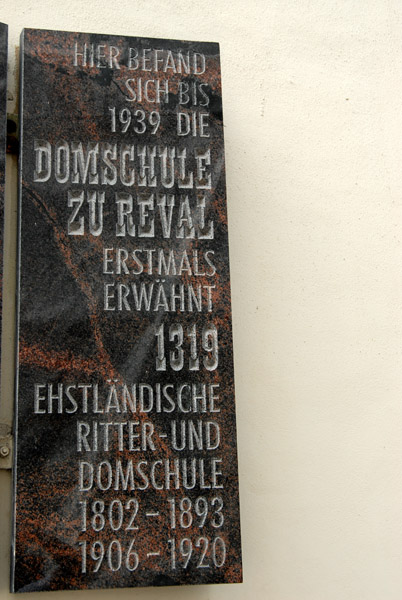 HIER BEFAND
SICH BIS
1939 DIE
DOMSCHULE
ZU REVAL
ERSTMALS
ERWÄHNT
1319
EHSTLÄNDISCHE
RITTER-UND
DOMSCHULE
1802-1893
1906-1920